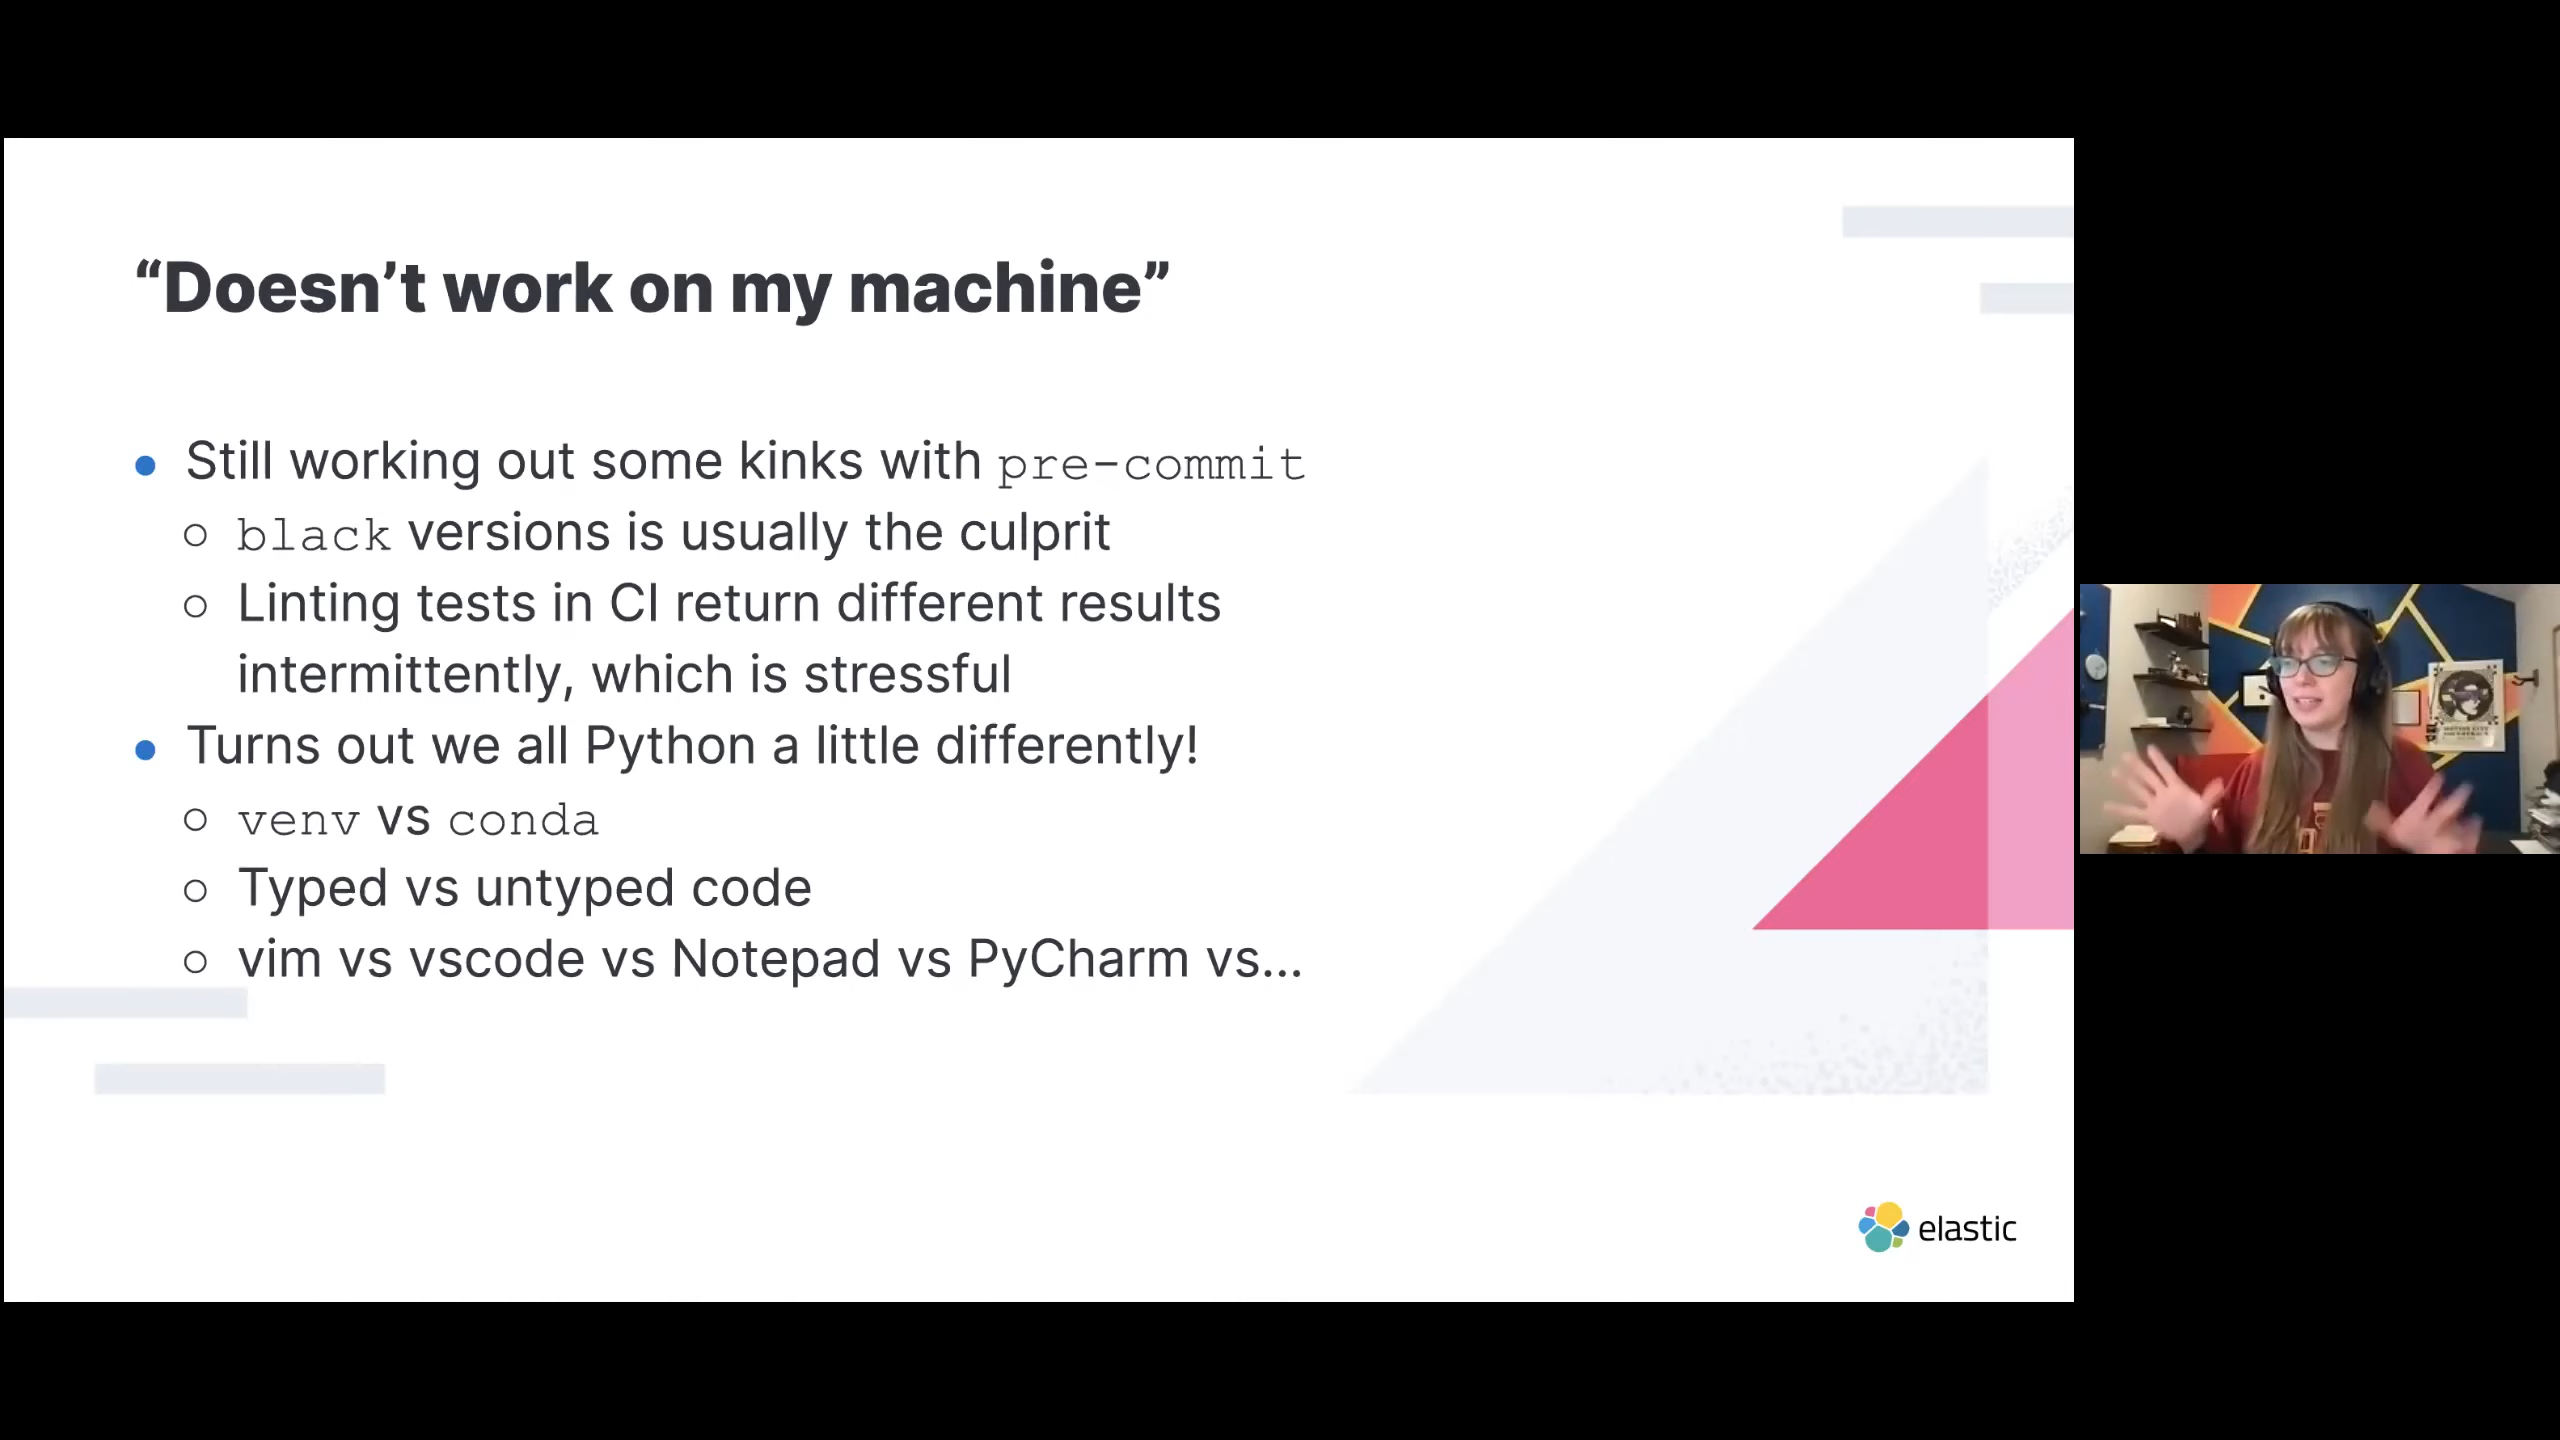 “Doesn’t work on my machine”
● Still working out some kinks with pre-commit
○ black versions is usually the culprit
○ Linting tests in CI return different results
intermittently, which is stressful
● Turns out we all Python a little differently!
○ venv vs conda
○ Typed vs untyped code
○ vim vs vscode vs Notepad vs PyCharm vs...
elastic